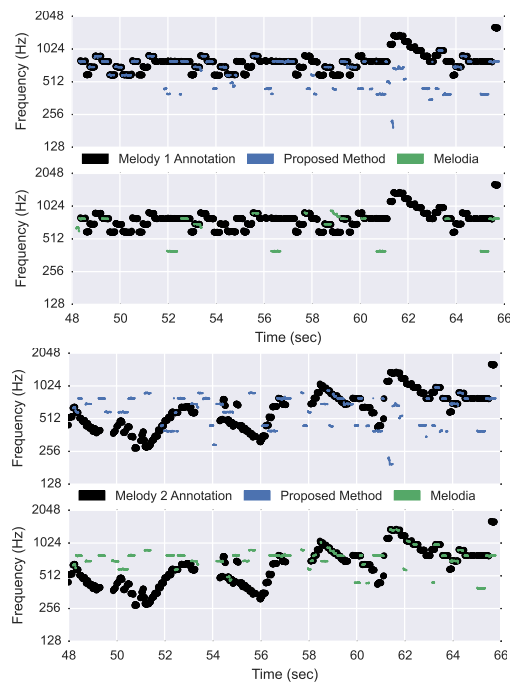 2048
1024
512
256
128
Frequency (Hz)
Melody 1 Annotation Proposed Method Melodia
2048
1024
512
256
128
Frequency (Hz)
48 50 52 54 56 58 60 62 64 66
Time (sec)
2048
1024
512
256
128
Frequency (Hz)
Melody 2 Annotation Proposed Method Melodia
2048
1024
512
256
128
Frequency (Hz)
48 50 52 54 56 58 60 62 64 66
Time (sec)